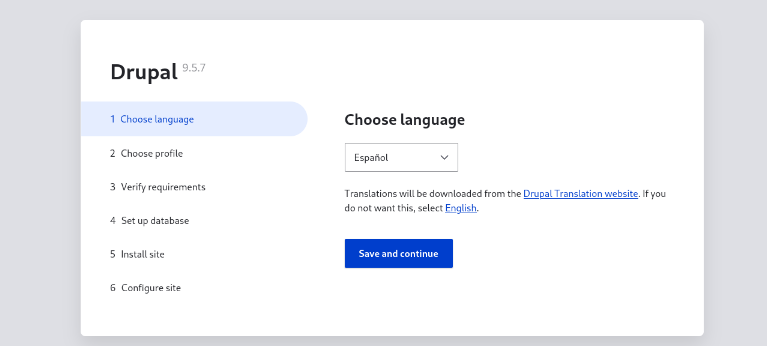 Drupal 9.5.7
1 Choose language
2 Choose profile
3 Verify requirements
4 Set up database
5 Install site
6 Configure site
Choose language
Español
Translations will be downloaded from the Drupal Translation website. If you
do not want this, select English.
Save and continue